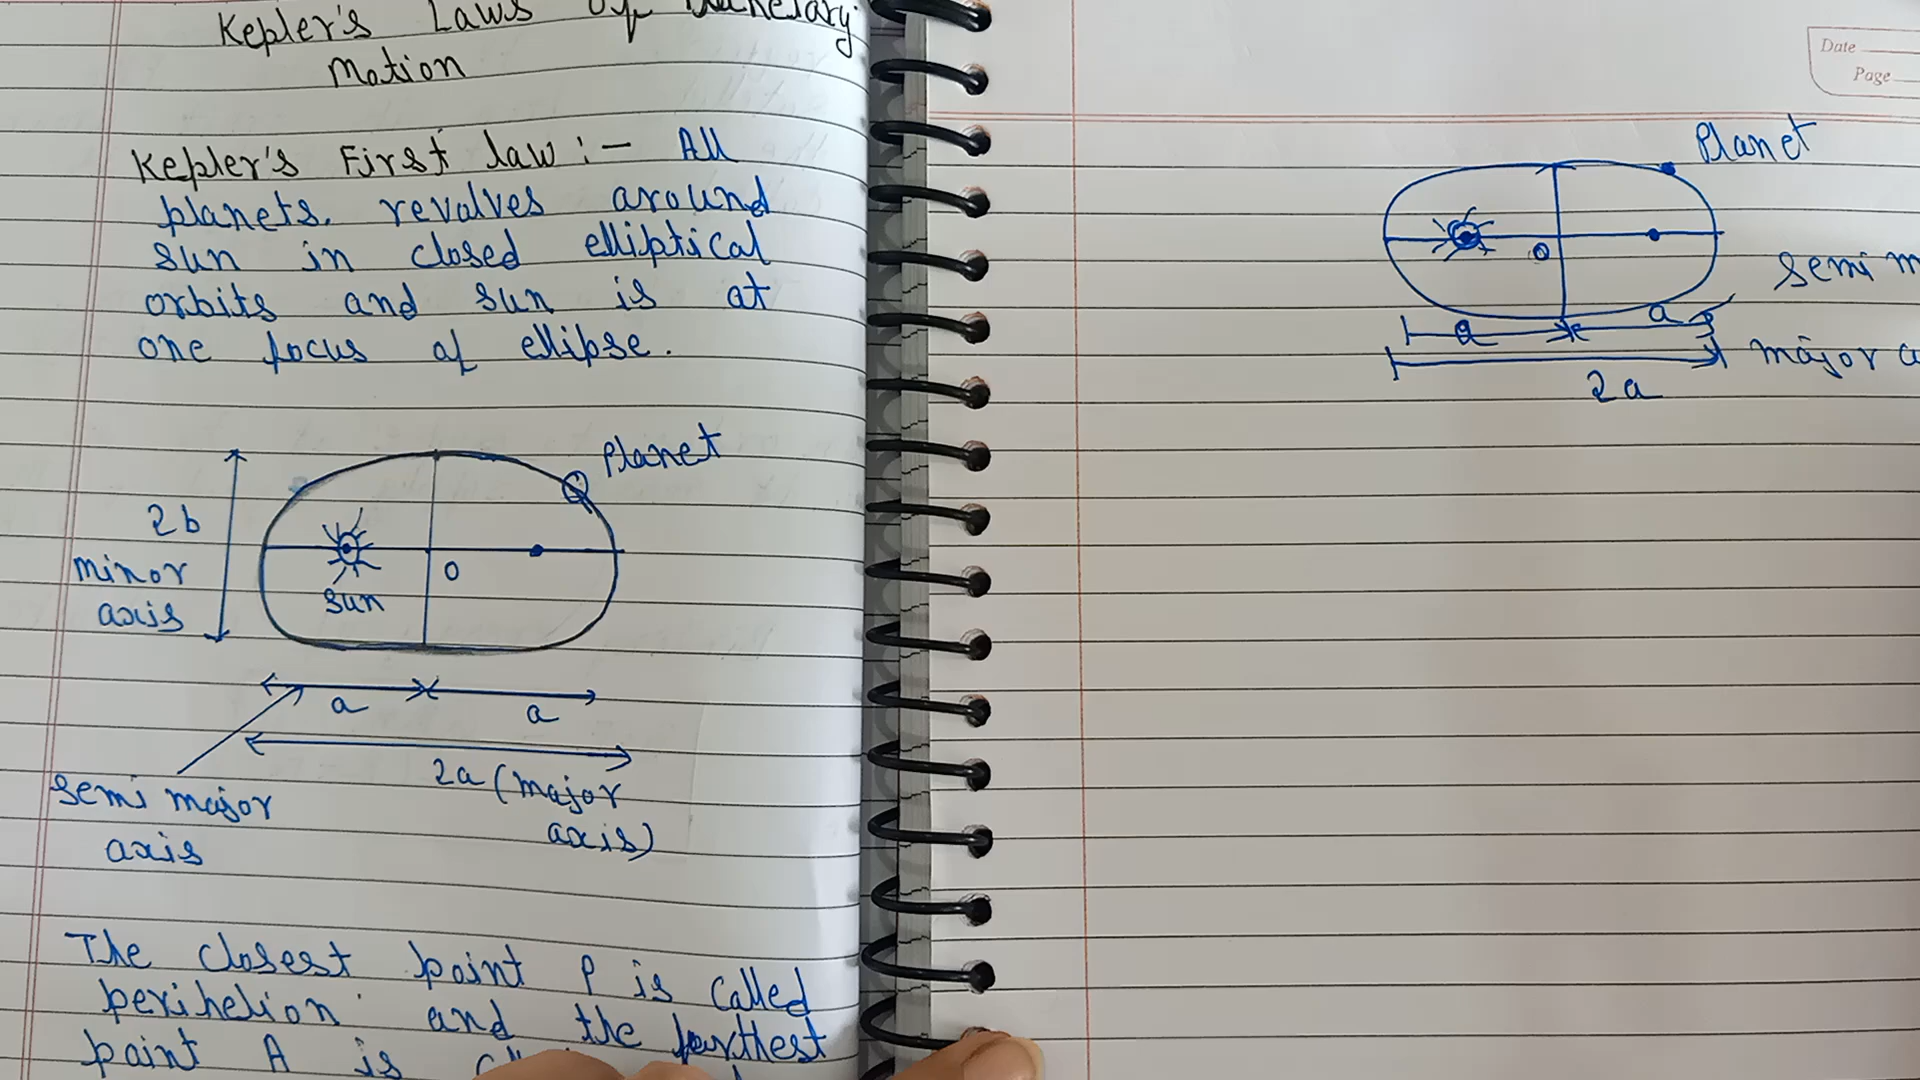 Kepler's Laws of Planetary
Motion
Kepler's First law :- All
planets. revolves around
sun in closed elliptical
orbits and sun is at
one focus of ellipse.
Planet
2b
minor
axis
O
sun
a
a
2a (major
axis)
semi major
axis
The closest point P is called
perihelion and the farthest
point A is
Date
Page
Planet
O
semi
a
a
major
2a